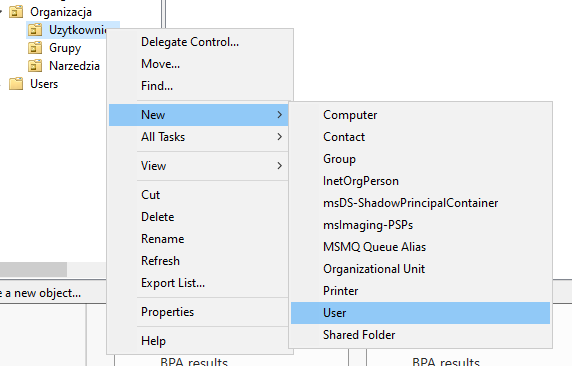 Organizacja
Uzytkownic
Grupy
Narzedzia
Users
Delegate Control...
Move...
Find...
New
All Tasks
View
Cut
Delete
Rename
Refresh
Export List...
Properties
Help
Computer
Contact
Group
InetOrgPerson
msDS-ShadowPrincipalContainer
msImaging-PSPs
MSMQ Queue Alias
Organizational Unit
Printer
User
Shared Folder
a new object...
BPA results
BPA results